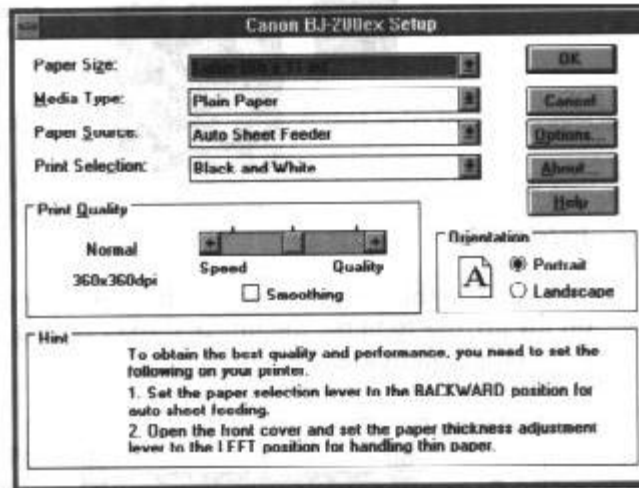 Canon BJ-200ex Setup
Paper Size:
OK
Media Type:
Plain Paper
Cancel
Paper Source:
Auto Sheet Feeder
Options...
Print Selection:
Black and White
About...
Help
Print Quality
Normal
360x360dpi
Speed
Quality
Smoothing
Orientation
A
Portrait
Landscape
Hint
To obtain the best quality and performance, you need to set the
following on your printer.
1. Set the paper selection lever to the BACKWARD position for
auto sheet feeding.
2. Open the front cover and set the paper thickness adjustment
lever to the LEFT position for handling thin paper.